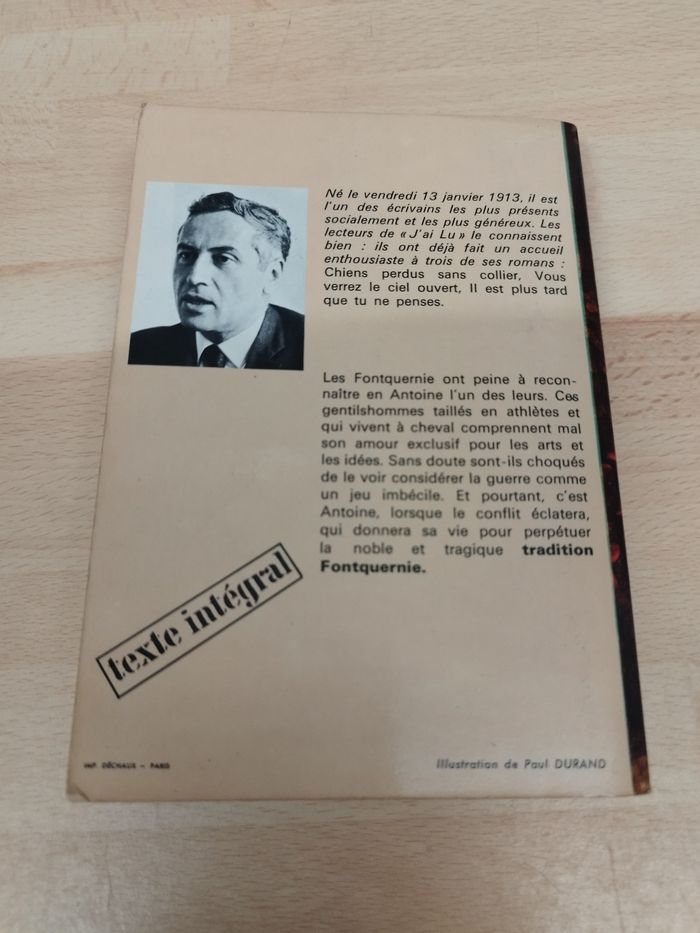 Né le vendredi 13 janvier 1913, il est
l'un des écrivains les plus présents
socialement et les plus généreux. Les
lecteurs de « J'ai Lu » le connaissent
bien : ils ont déjà fait un accueil
enthousiaste à trois de ses romans :
Chiens perdus sans collier, Vous
verrez le ciel ouvert, Il est plus tard
que tu ne penses.
Les Fontquernie ont peine à recon-
naître en Antoine l'un des leurs. Ces
gentilshommes taillés en athlètes et
qui vivent à cheval comprennent mal
son amour exclusif pour les arts et
les idées. Sans doute sont-ils choqués
de le voir considérer la guerre comme
un jeu imbécile. Et pourtant, c'est
Antoine, lorsque le conflit éclatera,
qui donnera sa vie pour perpétuer
la noble et tragique tradition
Fontquernie.
texte intégral
IMP. DÉCHAUX - PARIS
Illustration de Paul DURAND